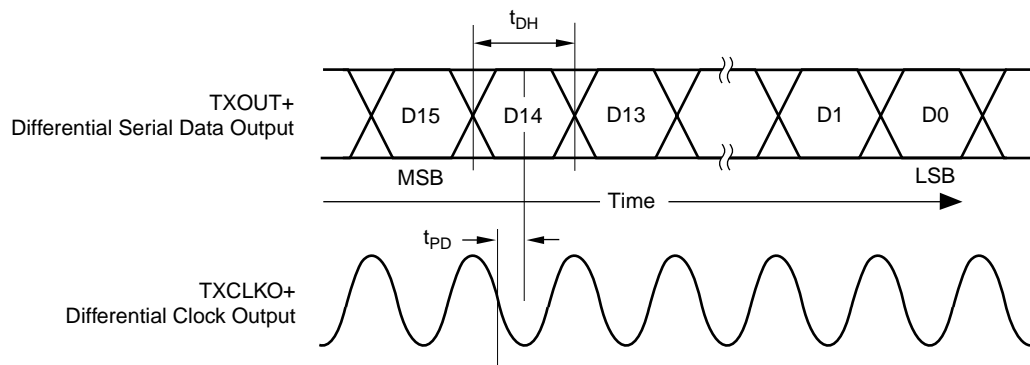 tDH
TXOUT+
Differential Serial Data Output
D15 D14 D13 D1 D0
MSB LSB
Time
tPD
TXCLKO+
Differential Clock Output